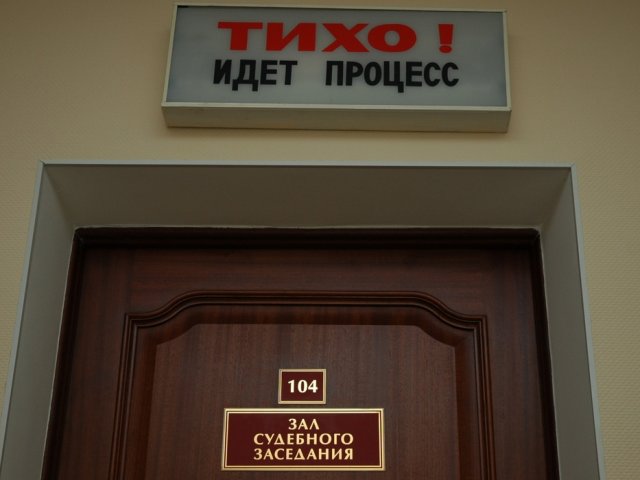 ТИХО!
ИДЕТ ПРОЦЕСС
104
ЗАЛ
СУДЕБНОГО
ЗАСЕДАНИЯ